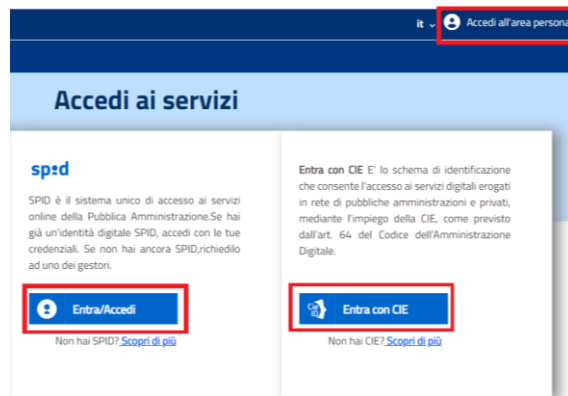 it Accedi all'area persona
Accedi ai servizi
spid
SPID è il sistema unico di accesso ai servizi
online della Pubblica Amministrazione.Se hai
già un'identità digitale SPID, accedi con le tue
credenziali. Se non hai ancora SPID,richiedilo
ad uno dei gestori.
Entra/Accedi
Non hai SPID? Scopri di più
Entra con CIE E' lo schema di identificazione
che consente l'accesso ai servizi digitali erogati
in rete di pubbliche amministrazioni e privati,
mediante l'impiego della CIE, come previsto
dall'art. 64 del Codice dell'Amministrazione
Digitale.
Cie
iD
Entra con CIE
Non hai CIE? Scopri di più